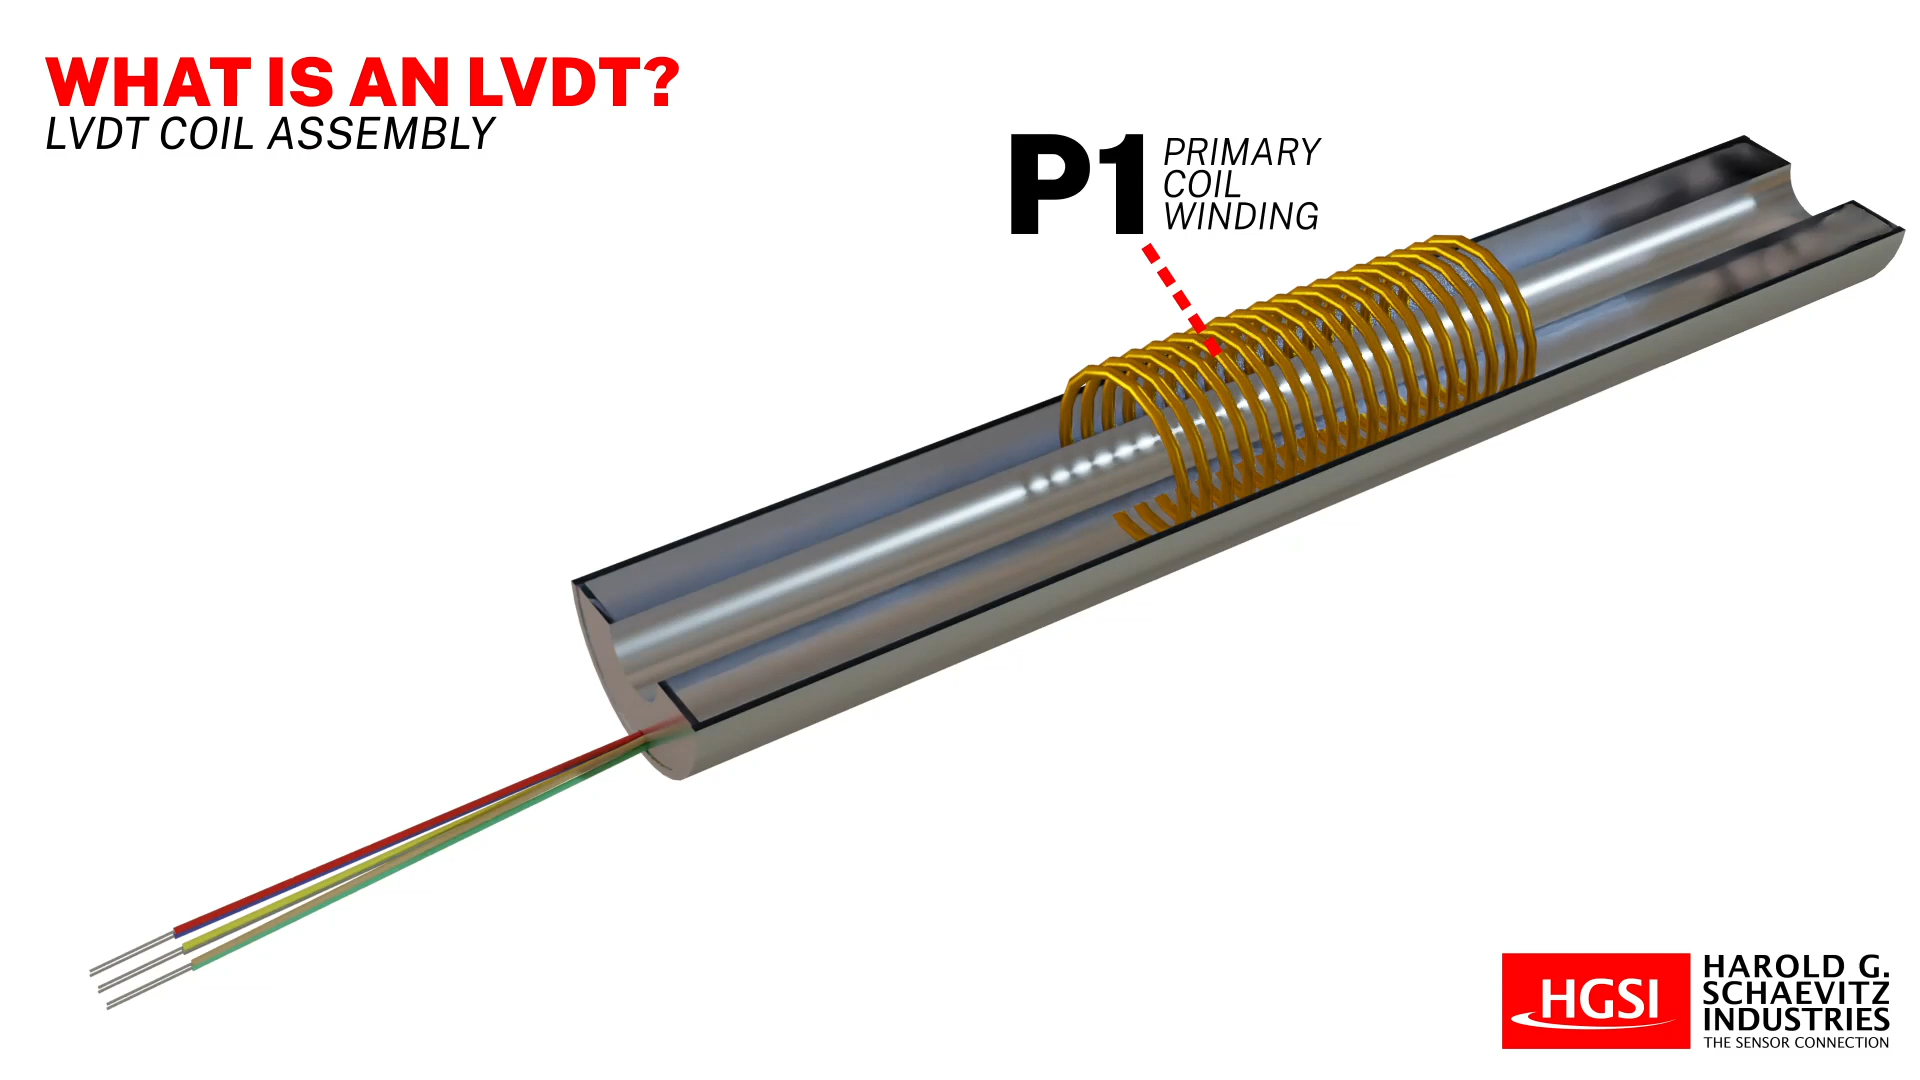 WHAT IS AN LVDT?
LVDT COIL ASSEMBLY
P1
PRIMARY
COIL
WINDING
HGSI
HAROLD G.
SCHAEVITZ
INDUSTRIES
THE SENSOR CONNECTION